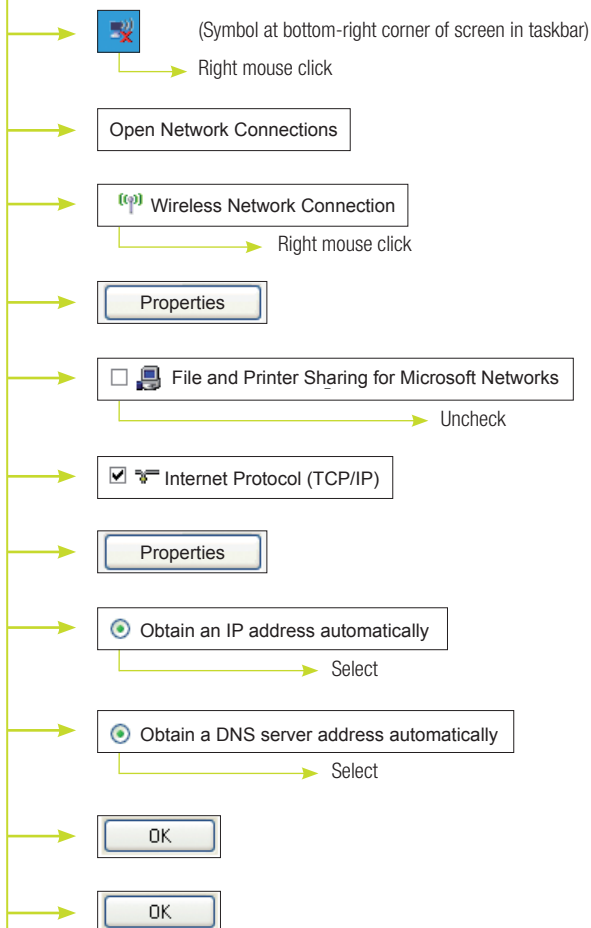 (Symbol at bottom-right corner of screen in taskbar)
Right mouse click
Open Network Connections
Wireless Network Connection
Right mouse click
Properties
File and Printer Sharing for Microsoft Networks
Uncheck
Internet Protocol (TCP/IP)
Properties
Obtain an IP address automatically
Select
Obtain a DNS server address automatically
Select
OK
OK